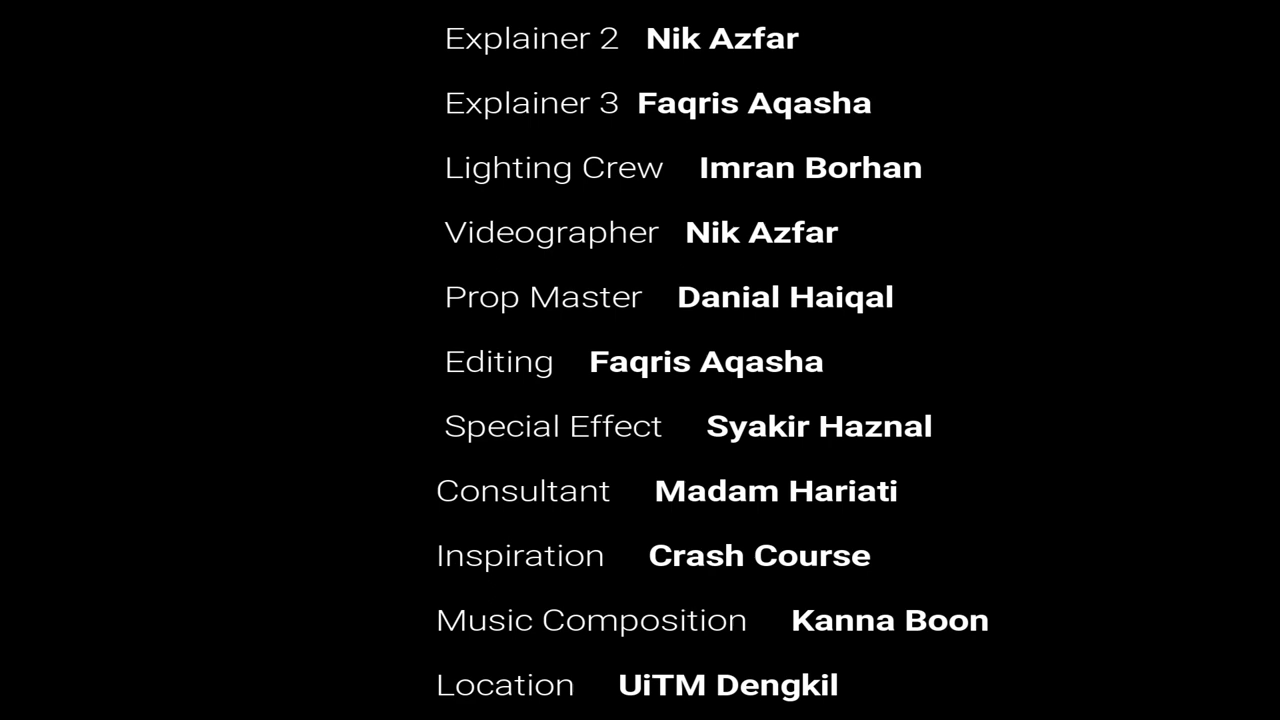 Explainer 2 Nik Azfar
Explainer 3 Faqris Aqasha
Lighting Crew Imran Borhan
Videographer Nik Azfar
Prop Master Danial Haiqal
Editing Faqris Aqasha
Special Effect Syakir Haznal
Consultant Madam Hariati
Inspiration Crash Course
Music Composition Kanna Boon
Location UiTM Dengkil